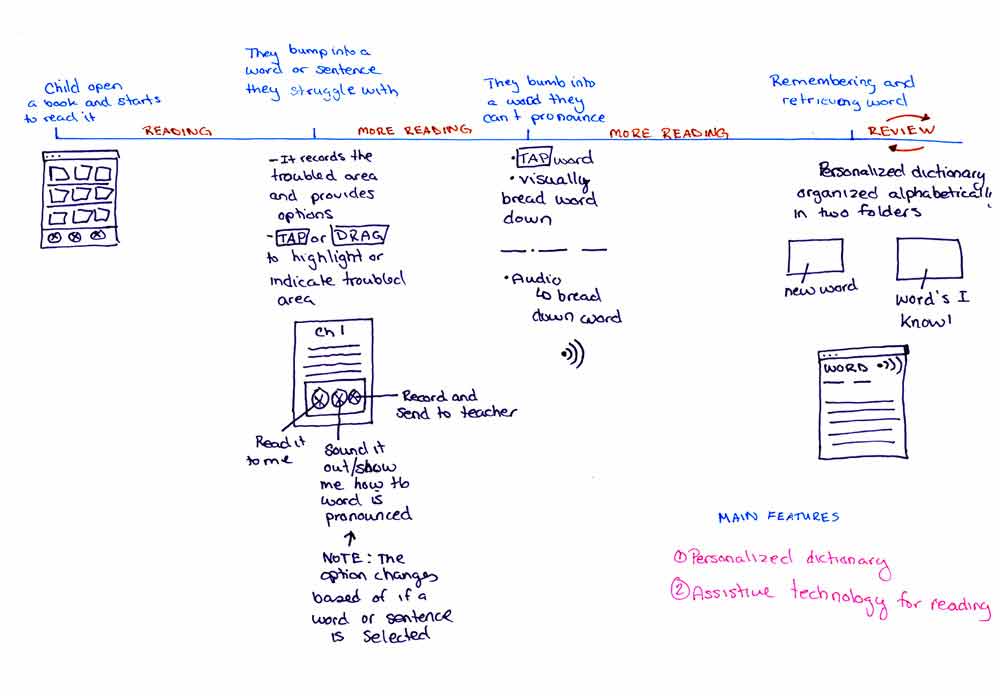 Child open
a book and starts
to read it
They bump into a
word or sentence
they struggle with
They bumb into
a word they
can't pronounce
Remembering and
retrieving word
READING
MORE READING
MORE READING
REVIEW
- It records the
troubled area
and provides
options
- TAP or DRAG
to highlight or
indicate troubled
area
ch 1
Record and
Send to teacher
Read it
to me
Sound it
out/show
me how th
word is
pronounced
NOTE: The
option changes
based of if a
word or sentence
is selected
• TAP word
• visually
bread word
down
• Audio
↳ bread
down word
Personalized dictionary
organized alphabetically
in two folders
new word
word's I
know!
WORD
MAIN FEATURES
① Personalized dictionary
② Assistive technology for reading